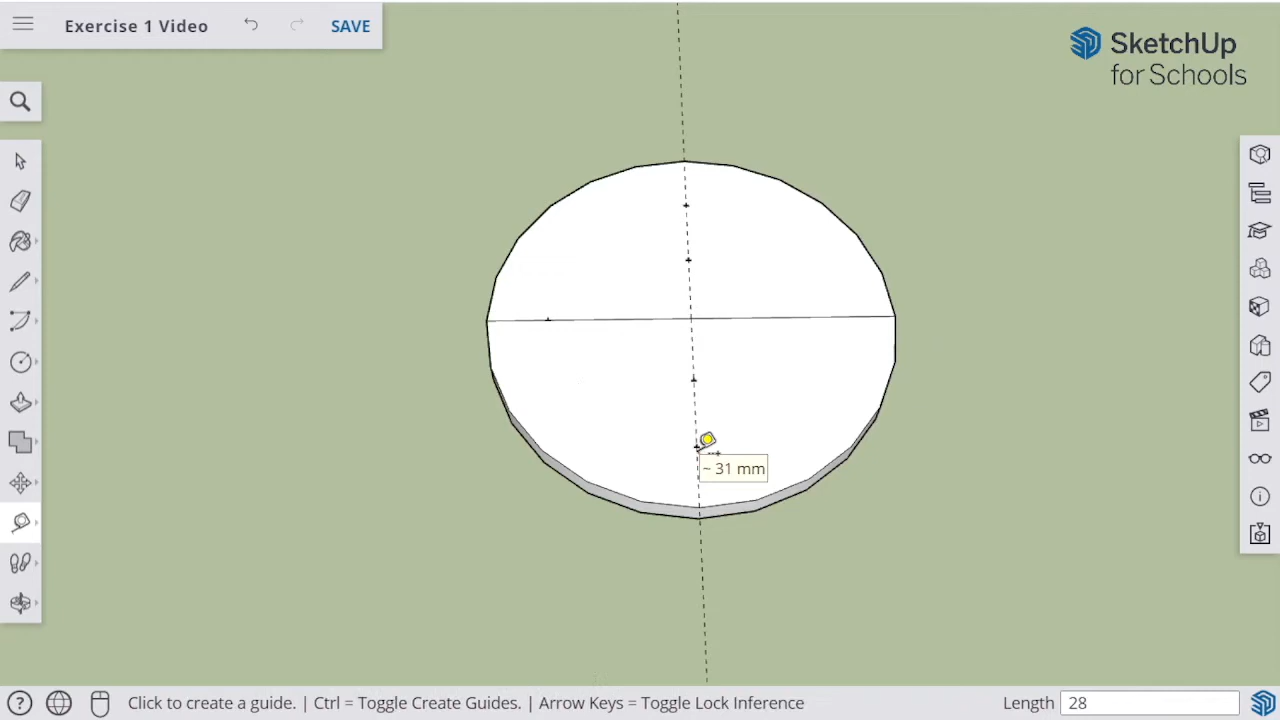 Exercise 1 Video
SAVE
SketchUp
for Schools
~ 31 mm
Click to create a guide. | Ctrl = Toggle Create Guides. | Arrow Keys = Toggle Lock Inference
Length 28